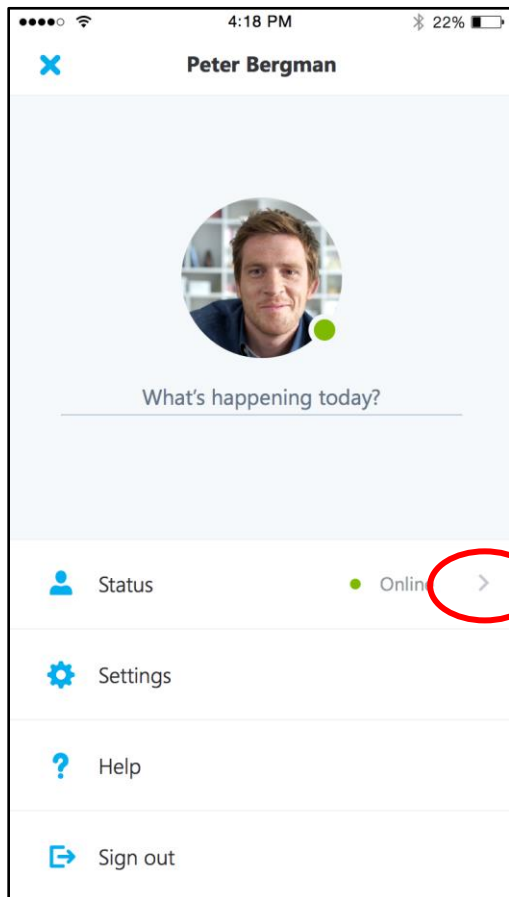 4:18 PM 22%
Peter Bergman
What's happening today?
Status Online
Settings
Help
Sign out